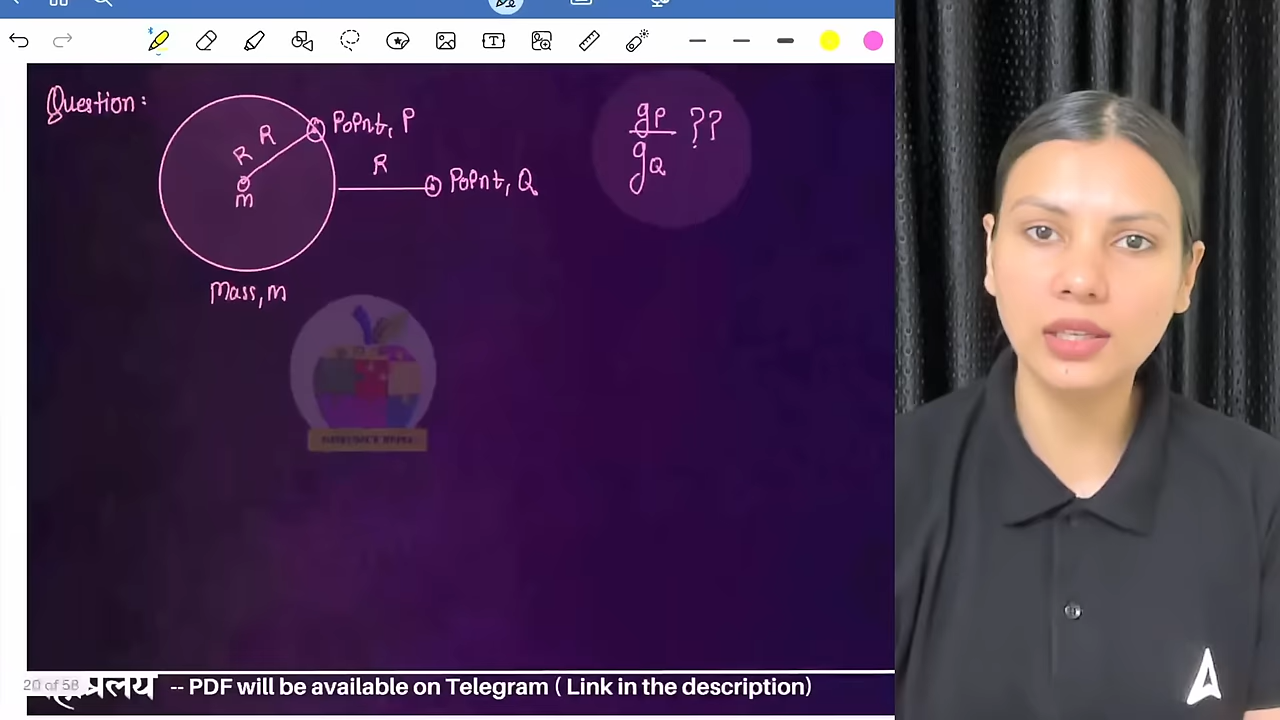 Question:
R R
Point, P
R
Point, Q
m
Mass, m
gP
gQ
??
20 of 58
-- PDF will be available on Telegram ( Link in the description)